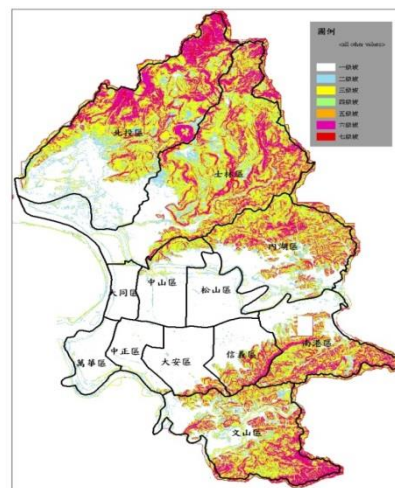 圖例
<all other values>
一級坡
二級坡
三級坡
四級坡
五級坡
六級坡
七級坡
北投區
士林區
內湖區
大同區
中山區
松山區
南港區
萬華區
中正區
大安區
信義區
文山區